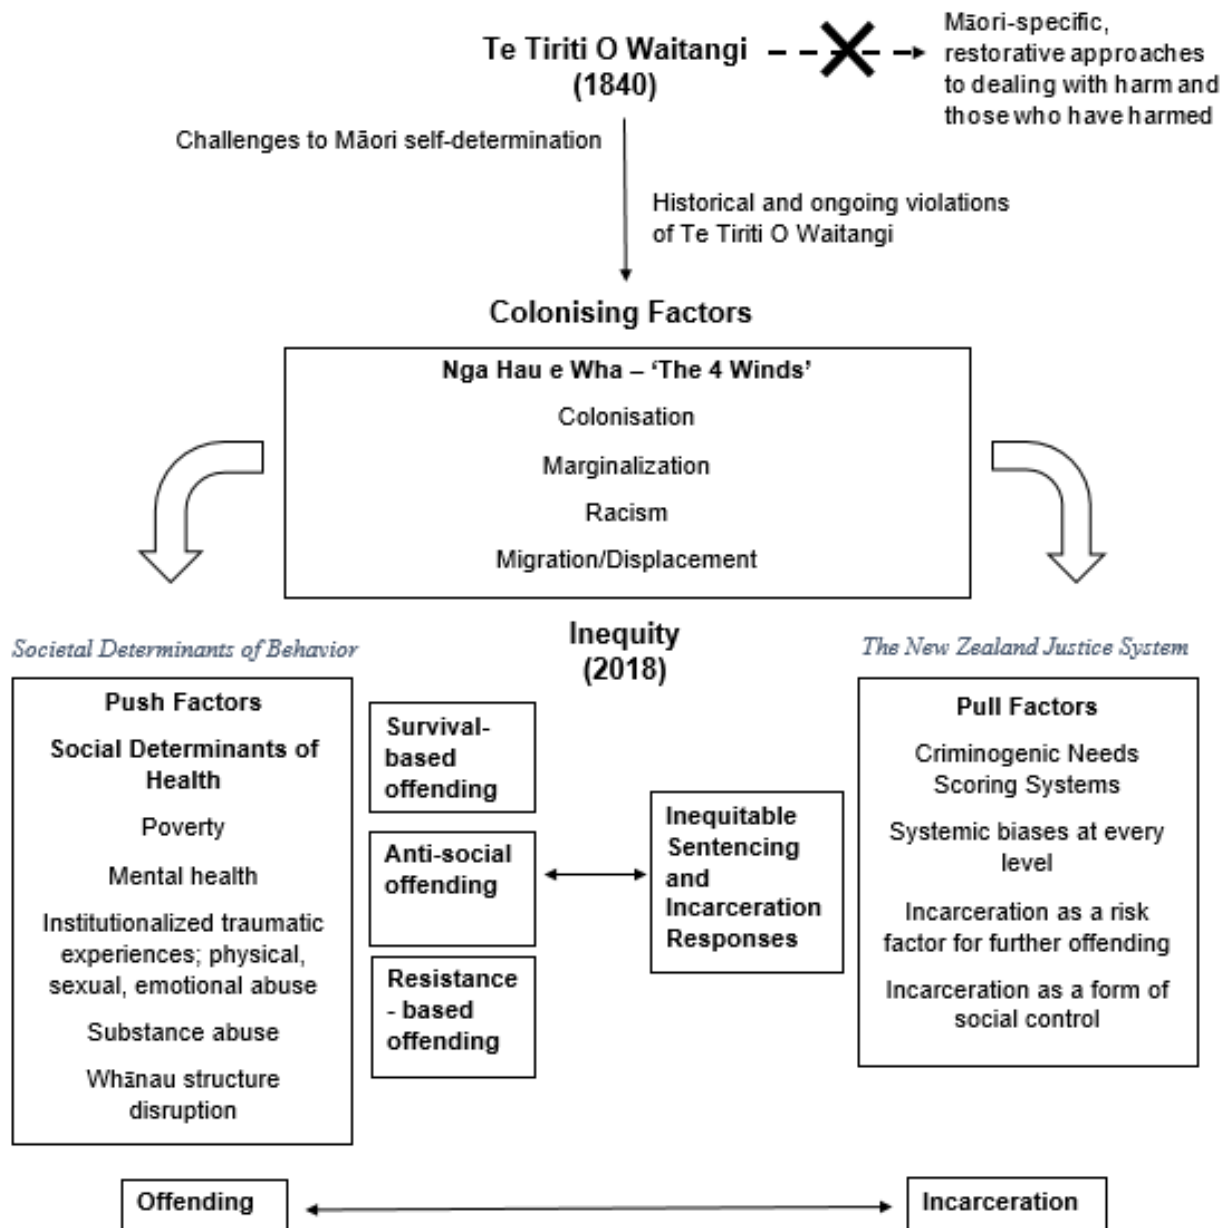 Te Tiriti O Waitangi
(1840)
Māori-specific,
restorative approaches
to dealing with harm and
those who have harmed
Challenges to Māori self-determination
Historical and ongoing violations
of Te Tiriti O Waitangi
Colonising Factors
Nga Hau e Wha – ‘The 4 Winds’
Colonisation
Marginalization
Racism
Migration/Displacement
Inequity
(2018)
Societal Determinants of Behavior
Push Factors
Social Determinants of
Health
Poverty
Mental health
Institutionalized traumatic
experiences; physical,
sexual, emotional abuse
Substance abuse
Whānau structure
disruption
Survival-
based
offending
Anti-social
offending
Resistance
- based
offending
Inequitable
Sentencing
and
Incarceration
Responses
The New Zealand Justice System
Pull Factors
Criminogenic Needs
Scoring Systems
Systemic biases at every
level
Incarceration as a risk
factor for further offending
Incarceration as a form of
social control
Offending
Incarceration